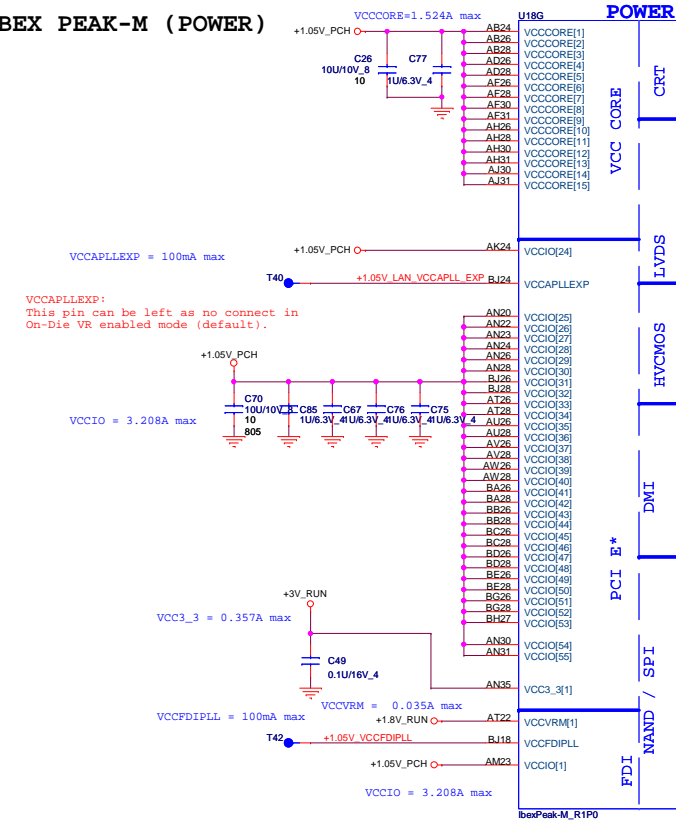 BEX PEAK-M (POWER)
VCCCORE=1.524A max
U18G
POWER
+1.05V_PCH
C26
10U/10V_8
10
C77
1U/6.3V_4
AB24 VCCCORE[1]
AB26 VCCCORE[2]
AB28 VCCCORE[3]
AD26 VCCCORE[4]
AD28 VCCCORE[5]
AF26 VCCCORE[6]
AF28 VCCCORE[7]
AF30 VCCCORE[8]
AF31 VCCCORE[9]
AH26 VCCCORE[10]
AH28 VCCCORE[11]
AH30 VCCCORE[12]
AH31 VCCCORE[13]
AJ30 VCCCORE[14]
AJ31 VCCCORE[15]
VCC CORE
CRT
+1.05V_PCH
AK24 VCCIO[24]
VCCAPLLEXP = 100mA max
T40
+1.05V_LAN_VCCAPLL_EXP
BJ24 VCCAPLLEXP
LVDS
VCCAPLLEXP:
This pin can be left as no connect in
On-Die VR enabled mode (default).
+1.05V_PCH
VCCIO = 3.208A max
C70
10U/10V_8
10
805
C85
1U/6.3V_4
C67
1U/6.3V_4
C76
1U/6.3V_4
C75
1U/6.3V_4
AN20 VCCIO[25]
AN22 VCCIO[26]
AN23 VCCIO[27]
AN24 VCCIO[28]
AN26 VCCIO[29]
AN28 VCCIO[30]
BJ26 VCCIO[31]
BJ28 VCCIO[32]
AT26 VCCIO[33]
AT28 VCCIO[34]
AU26 VCCIO[35]
AU28 VCCIO[36]
AV26 VCCIO[37]
AV28 VCCIO[38]
AW26 VCCIO[39]
AW28 VCCIO[40]
BA26 VCCIO[41]
BA28 VCCIO[42]
BB26 VCCIO[43]
BB28 VCCIO[44]
BC26 VCCIO[45]
BC28 VCCIO[46]
BD26 VCCIO[47]
BD28 VCCIO[48]
BE26 VCCIO[49]
BE28 VCCIO[50]
BG26 VCCIO[51]
BG28 VCCIO[52]
BH27 VCCIO[53]
AN30 VCCIO[54]
AN31 VCCIO[55]
HVCMOS
DMI
PCI E*
+3V_RUN
VCC3_3 = 0.357A max
C49
0.1U/16V_4
AN35 VCC3_3[1]
VCCVRM = 0.035A max
+1.8V_RUN
AT22 VCCVRM[1]
VCCFDIPLL = 100mA max
T42
+1.05V_VCCFDIPLL
BJ18 VCCFDIPLL
+1.05V_PCH
AM23 VCCIO[1]
NAND / SPI
FDI
VCCIO = 3.208A max
IbexPeak-M_R1P0